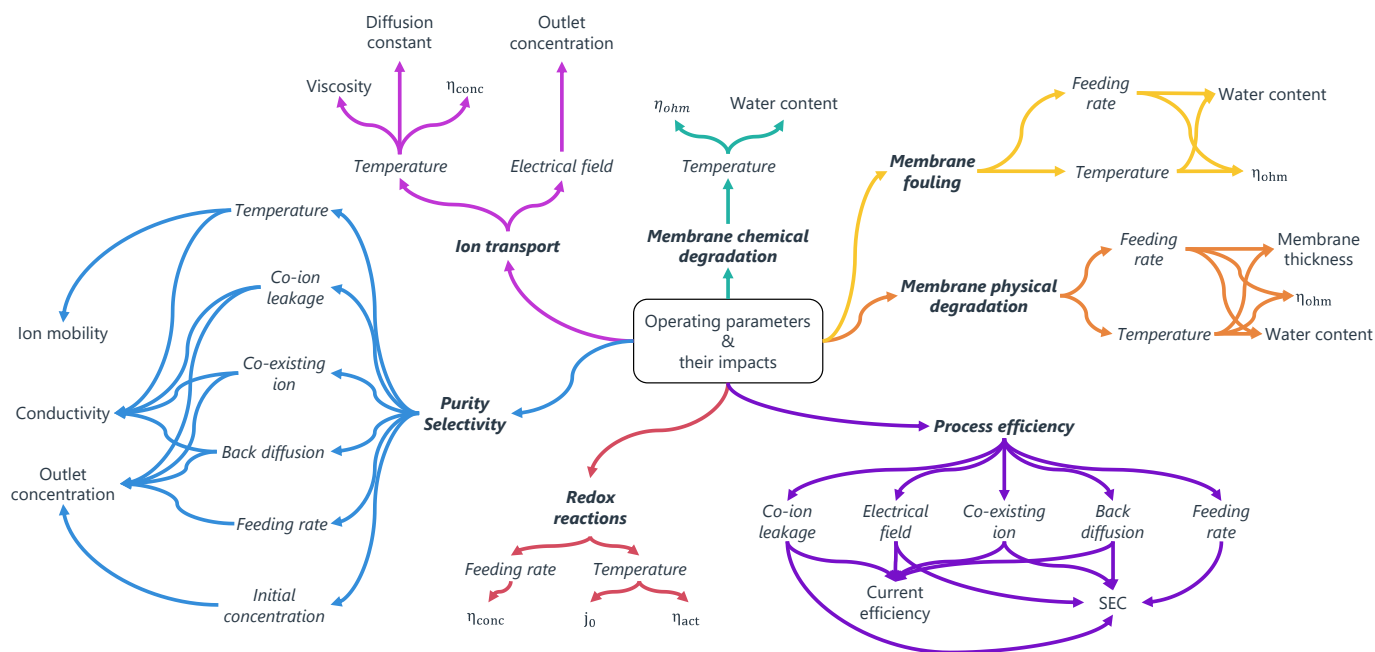 Diffusion
constant
Outlet
concentration
Viscosity
ηconc
Temperature
Electrical field
Ion transport
ηohm
Water content
Temperature
Membrane chemical
degradation
Feeding
rate
Water content
Membrane
fouling
Temperature
ηohm
Feeding
rate
Membrane
thickness
Membrane physical
degradation
ηohm
Temperature
Water content
Operating parameters
&
their impacts
Temperature
Co-ion
leakage
Ion mobility
Co-existing
ion
Conductivity
Purity
Selectivity
Back diffusion
Outlet
concentration
Feeding rate
Initial
concentration
Redox
reactions
Feeding rate
Temperature
ηconc
j0
ηact
Process efficiency
Co-ion
leakage
Electrical
field
Co-existing
ion
Back
diffusion
Feeding
rate
Current
efficiency
SEC